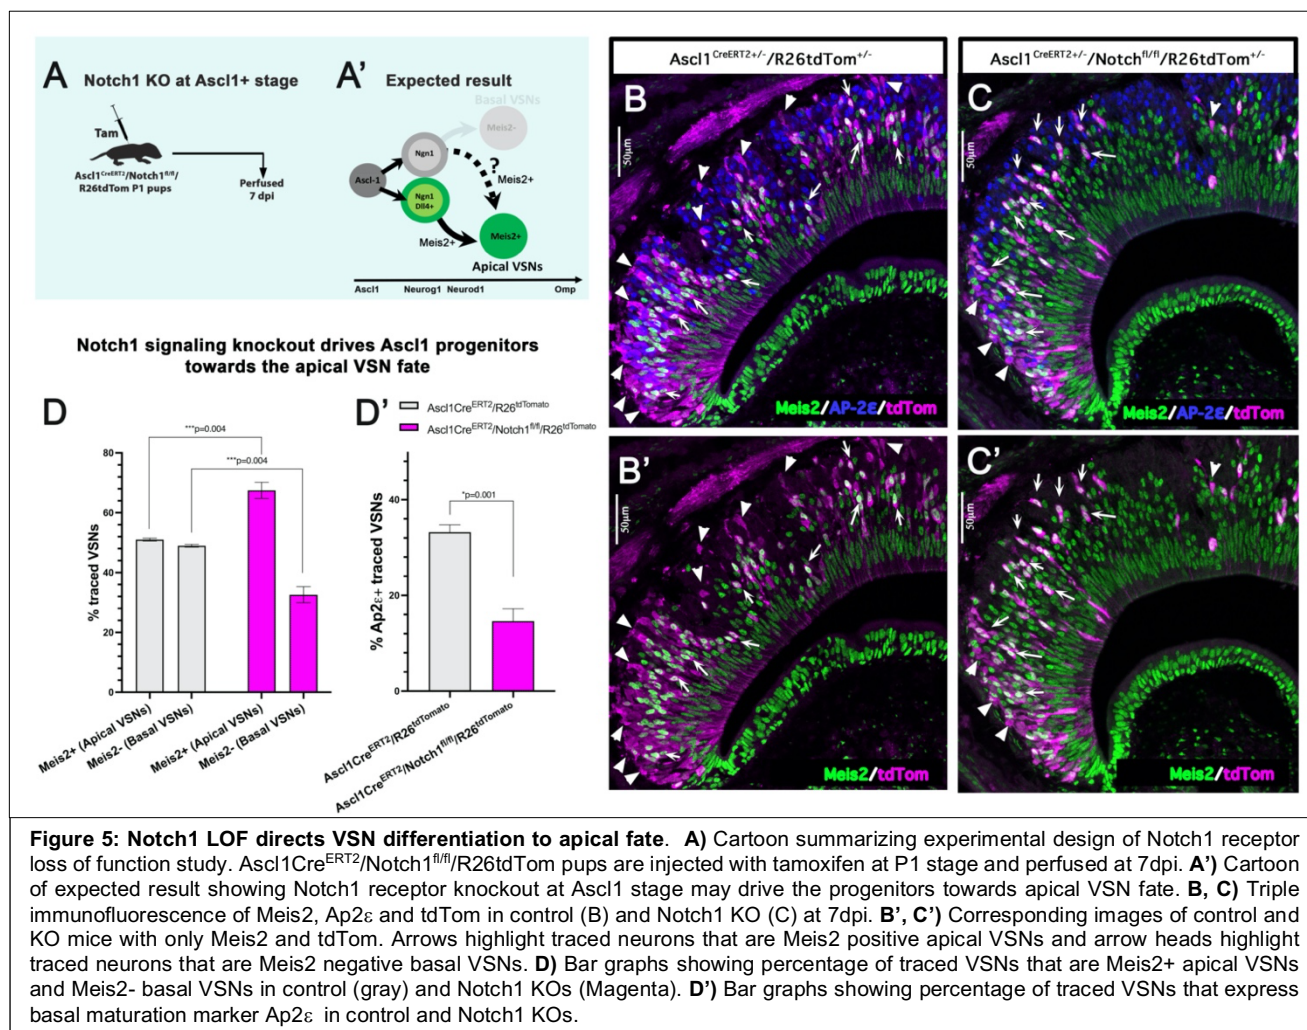 A
Notch1 KO at Ascl1+ stage
Tam
Ascl1CreERT2/Notch1fl/fl/
R26tdTom P1 pups
Perfused
7 dpi
A'
Expected result
Basal VSNs
Meis2-
Ngn1
?
Meis2+
Ascl-1
Ngn1
Dll4+
Meis2+
Meis2+
Apical VSNs
Ascl1
Neurog1
Neurod1
Omp
Notch1 signaling knockout drives Ascl1 progenitors
towards the apical VSN fate
D
***p=0.004
***p=0.004
% traced VSNs
80
60
40
20
0
Meis2+ (Apical VSNs)
Meis2- (Basal VSNs)
Meis2+ (Apical VSNs)
Meis2- (Basal VSNs)
D'
Ascl1CreERT2/R26tdTomato
Ascl1CreERT2/Notch1fl/fl/R26tdTomato
*p=0.001
% Ap2ε+ traced VSNs
40
20
0
Ascl1CreERT2/R26tdTomato
Ascl1CreERT2/Notch1fl/fl/R26tdTomato
Ascl1CreERT2+/-/R26tdTom+/-
B
50µm
Meis2/AP-2ε/tdTom
Ascl1CreERT2+/-/Notchfl/fl/R26tdTom+/-
C
50µm
Meis2/AP-2ε/tdTom
B'
50µm
Meis2/tdTom
C'
50µm
Meis2/tdTom
Figure 5: Notch1 LOF directs VSN differentiation to apical fate. A) Cartoon summarizing experimental design of Notch1 receptor
loss of function study. Ascl1CreERT2/Notch1fl/fl/R26tdTom pups are injected with tamoxifen at P1 stage and perfused at 7dpi. A’) Cartoon
of expected result showing Notch1 receptor knockout at Ascl1 stage may drive the progenitors towards apical VSN fate. B, C) Triple
immunofluorescence of Meis2, Ap2ε and tdTom in control (B) and Notch1 KO (C) at 7dpi. B’, C’) Corresponding images of control and
KO mice with only Meis2 and tdTom. Arrows highlight traced neurons that are Meis2 positive apical VSNs and arrow heads highlight
traced neurons that are Meis2 negative basal VSNs. D) Bar graphs showing percentage of traced VSNs that are Meis2+ apical VSNs
and Meis2- basal VSNs in control (gray) and Notch1 KOs (Magenta). D’) Bar graphs showing percentage of traced VSNs that express
basal maturation marker Ap2ε in control and Notch1 KOs.